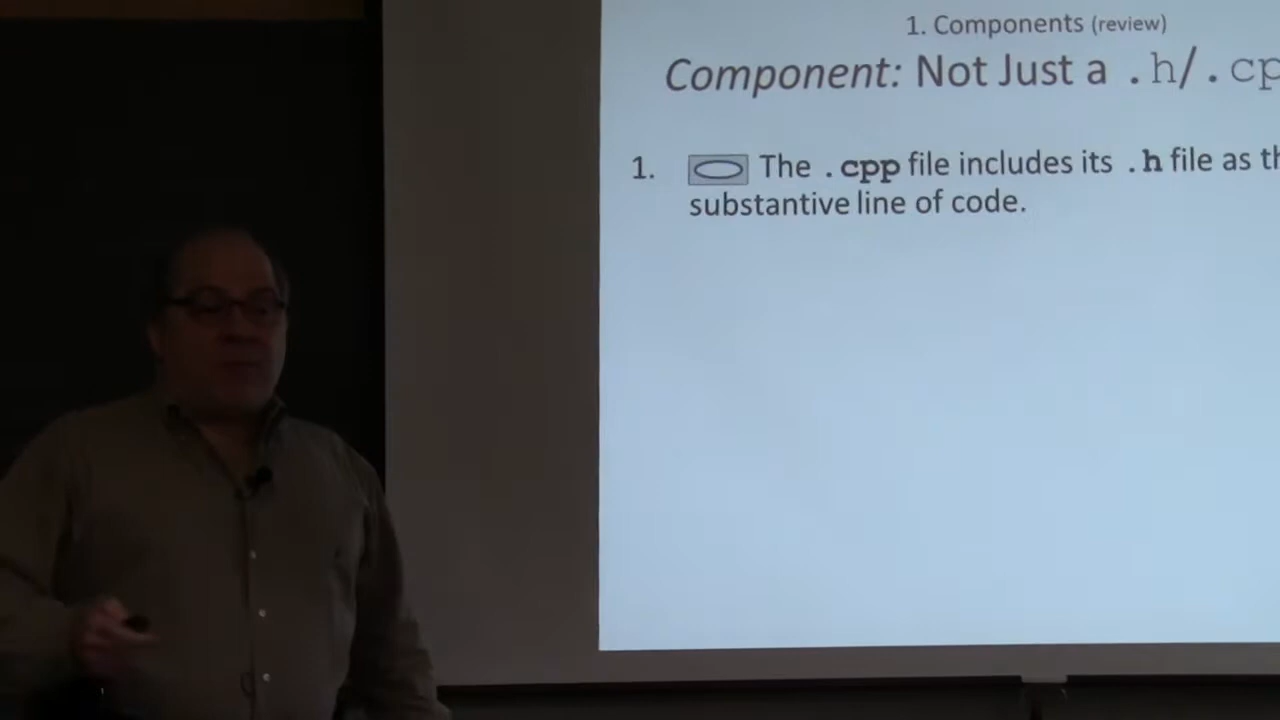 1. Components (review)
Component: Not Just a .h/.cp
1. The .cpp file includes its .h file as th
substantive line of code.